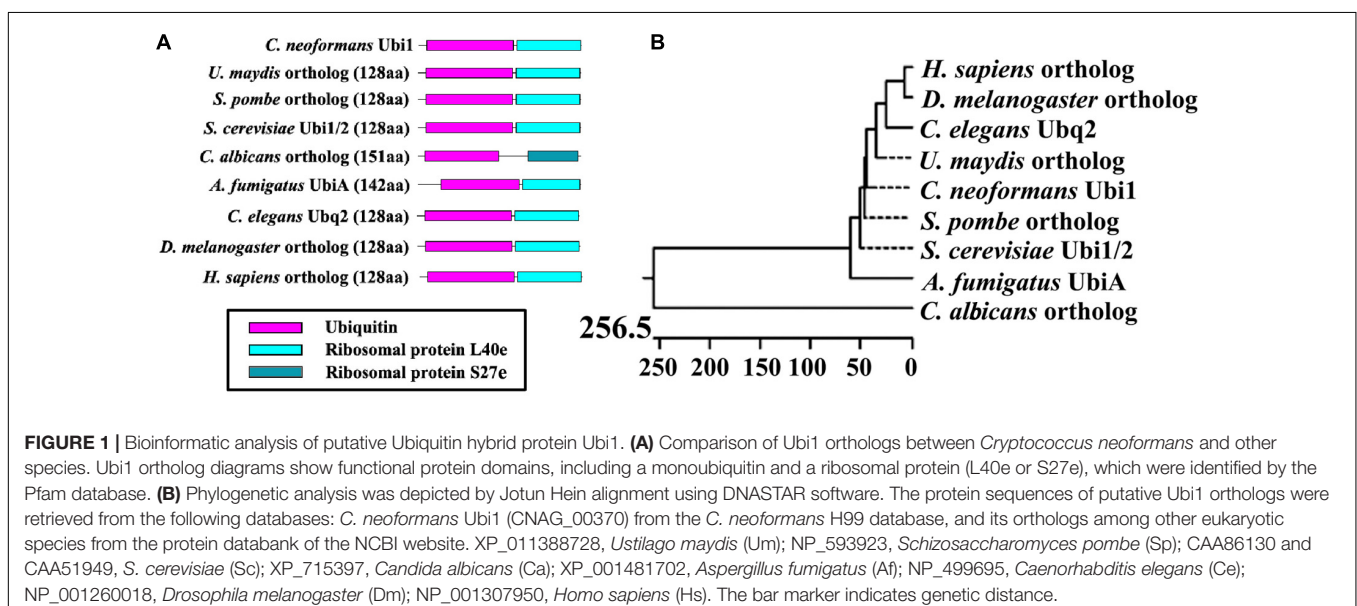 A
C. neoformans Ubi1
U. maydis ortholog (128aa)
S. pombe ortholog (128aa)
S. cerevisiae Ubi1/2 (128aa)
C. albicans ortholog (151aa)
A. fumigatus UbiA (142aa)
C. elegans Ubq2 (128aa)
D. melanogaster ortholog (128aa)
H. sapiens ortholog (128aa)
Ubiquitin
Ribosomal protein L40e
Ribosomal protein S27e
B
H. sapiens ortholog
D. melanogaster ortholog
C. elegans Ubq2
U. maydis ortholog
C. neoformans Ubi1
S. pombe ortholog
S. cerevisiae Ubi1/2
A. fumigatus UbiA
C. albicans ortholog
256.5
250 200 150 100 50 0
FIGURE 1 | Bioinformatic analysis of putative Ubiquitin hybrid protein Ubi1. (A) Comparison of Ubi1 orthologs between Cryptococcus neoformans and other
species. Ubi1 ortholog diagrams show functional protein domains, including a monoubiquitin and a ribosomal protein (L40e or S27e), which were identified by the
Pfam database. (B) Phylogenetic analysis was depicted by Jotun Hein alignment using DNASTAR software. The protein sequences of putative Ubi1 orthologs were
retrieved from the following databases: C. neoformans Ubi1 (CNAG_00370) from the C. neoformans H99 database, and its orthologs among other eukaryotic
species from the protein databank of the NCBI website. XP_011388728, Ustilago maydis (Um); NP_593923, Schizosaccharomyces pombe (Sp); CAA86130 and
CAA51949, S. cerevisiae (Sc); XP_715397, Candida albicans (Ca); XP_001481702, Aspergillus fumigatus (Af); NP_499695, Caenorhabditis elegans (Ce);
NP_001260018, Drosophila melanogaster (Dm); NP_001307950, Homo sapiens (Hs). The bar marker indicates genetic distance.